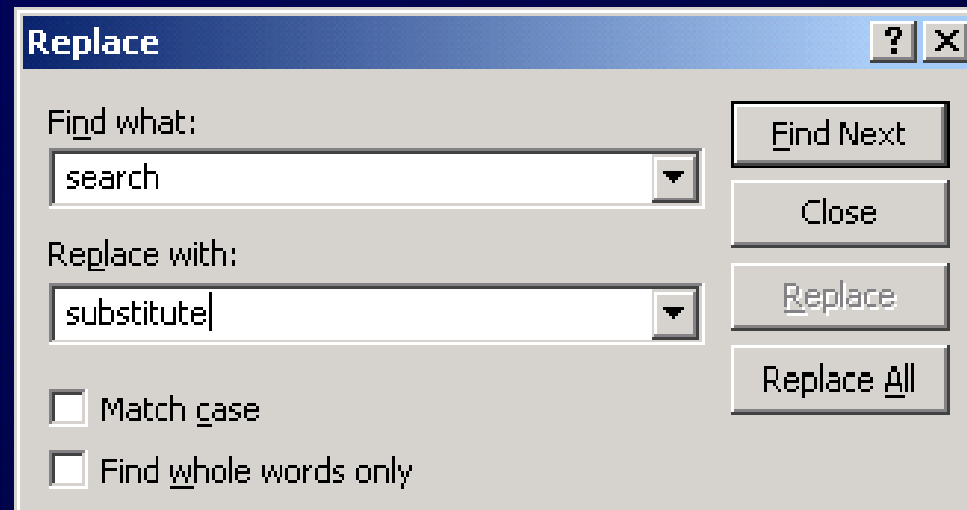 Replace
Find what:
search
Replace with:
substitute
Match case
Find whole words only
Find Next
Close
Replace
Replace All